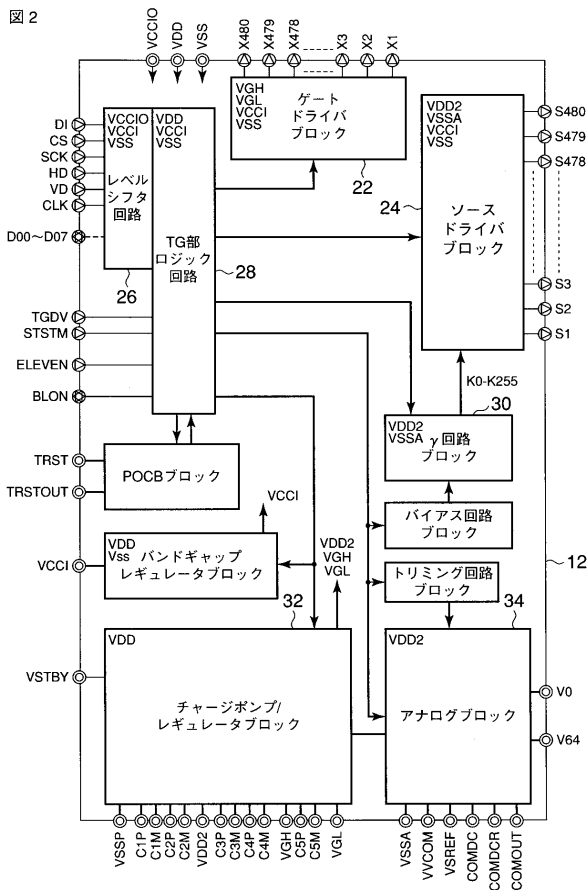 図2
VCCIO
VDD
VSS
X480
X479
X478
X3
X2
X1
VGH
VGL
VCCI
VSS
ゲート
ドライバ
ブロック
22
VDD2
VSSA
VCCI
VSS
24
ソース
ドライバ
ブロック
S480
S479
S478
S3
S2
S1
DI
CS
SCK
HD
VD
CLK
D00～D07
TGDV
STSTM
ELEVEN
BLON
VCCIO
VCCI
VSS
レベル
シフタ
回路
26
VDD
VCCI
VSS
TG部
ロジック
回路
28
K0-K255
30
VDD2
VSSA
γ回路
ブロック
TRST
TRSTOUT
POCBブロック
バイアス回路
ブロック
VCCI
VCCI
VDD
Vss
バンドギャップ
レギュレータブロック
VDD2
VGH
VGL
トリミング回路
ブロック
12
32
VDD
チャージポンプ/
レギュレータブロック
VSTBY
34
VDD2
アナログブロック
V0
V64
VSSP
C1P
C1M
C2P
C2M
VDD2
C3P
C3M
C4P
C4M
VGH
C5P
C5M
VGL
VSSA
VVCOM
VSREF
COMDC
COMDCR
COMOUT